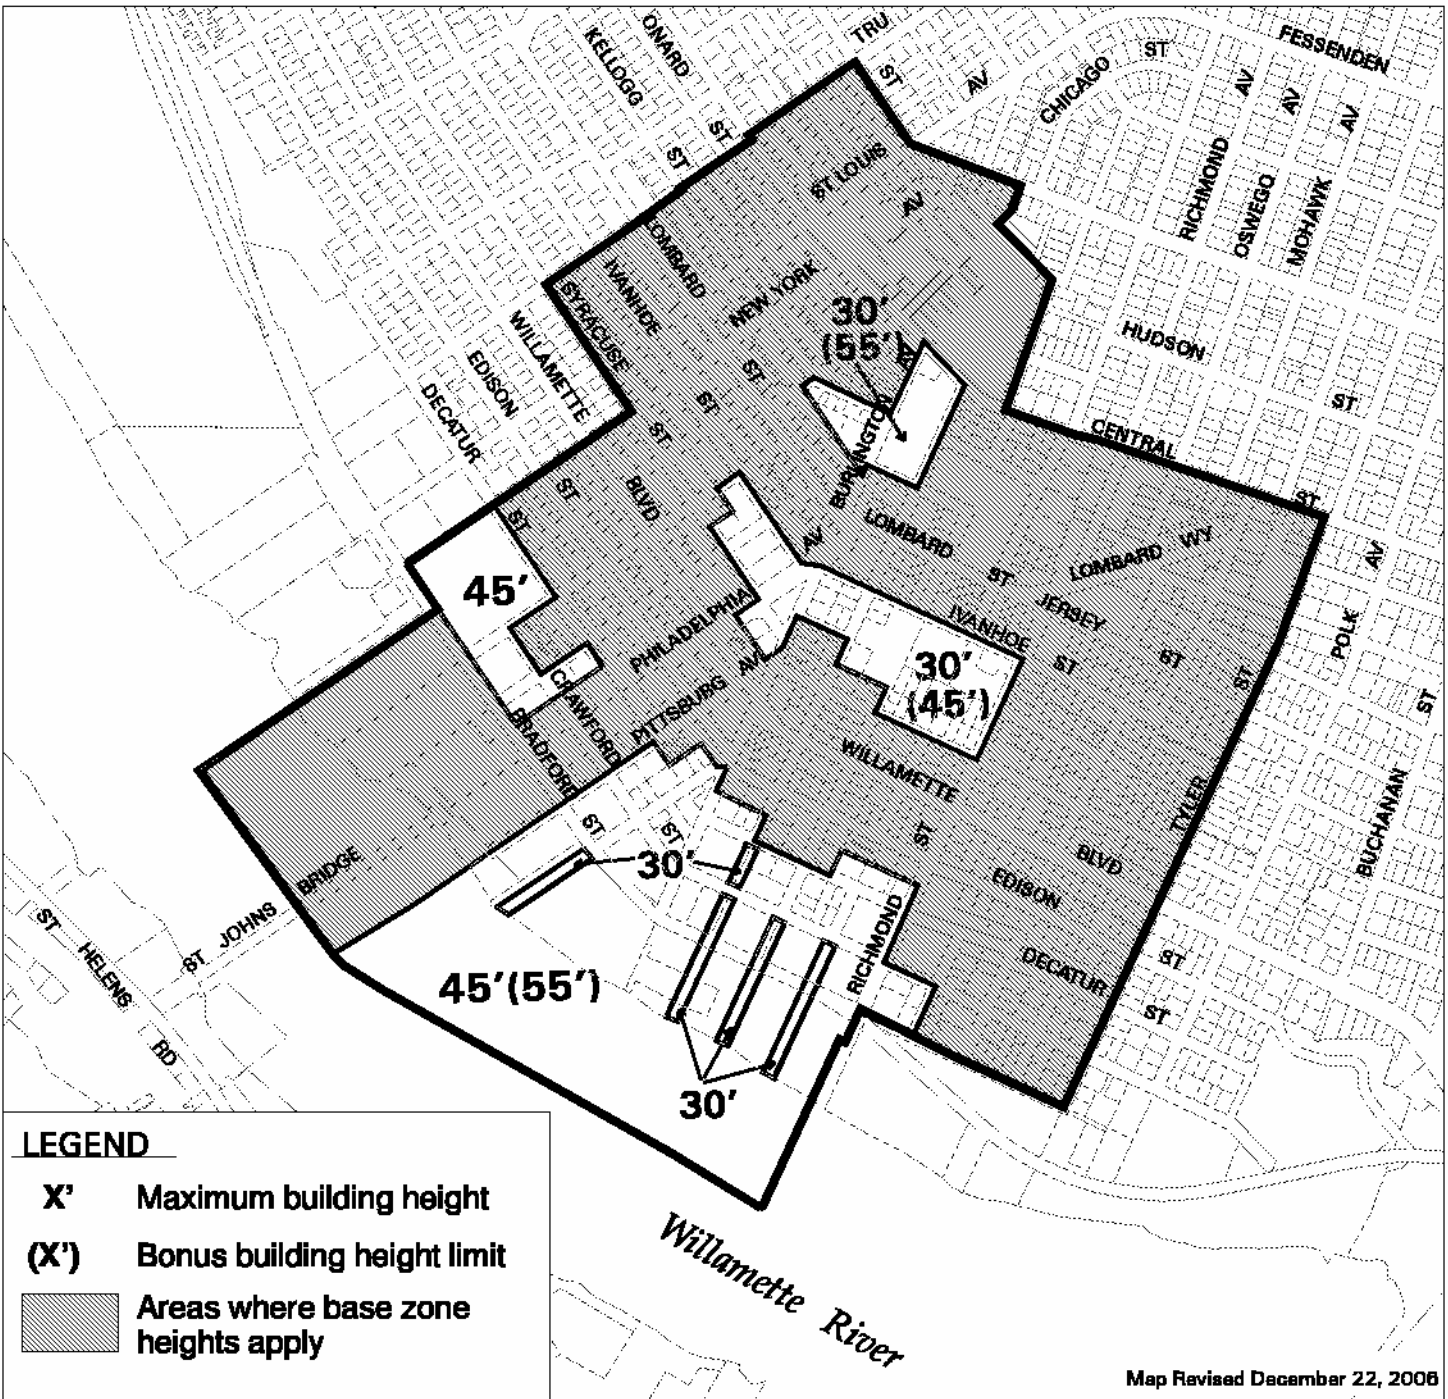 ONARD
KELLOGG
TRU
ST
AV
ST
FESSENDEN
CHICAGO
AV
AV
AV
ST
ST
RICHMOND
OSWEGO
MOHAWK
ST LOUIS
AV
LOMBARD
IVANHOE
SYRACUSE
NEW YORK
WILLAMETTE
EDISON
DECATUR
30'
(55')
AV
HUDSON
ST
ST
ST
ST
BURLINGTON
CENTRAL
ST
ST
ST
BLVD
AV
LOMBARD
ST
LOMBARD WY
AV
45'
JERSEY
IVANHOE
ST
ST
ST
POLK
ST
PHILADELPHIA
AV
PITTSBURG
30'
(45')
CRAWFORD
BRADFORD
WILLAMETTE
ST
TYLER
BUCHANAN
BLVD
ST
ST
30'
EDISON
BRIDGE
ST JOHNS
RICHMOND
DECATUR
ST
ST
ST HELENS RD
45'(55')
30'
LEGEND
X' Maximum building height
(X') Bonus building height limit
Areas where base zone
heights apply
Willamette River
Map Revised December 22, 2006